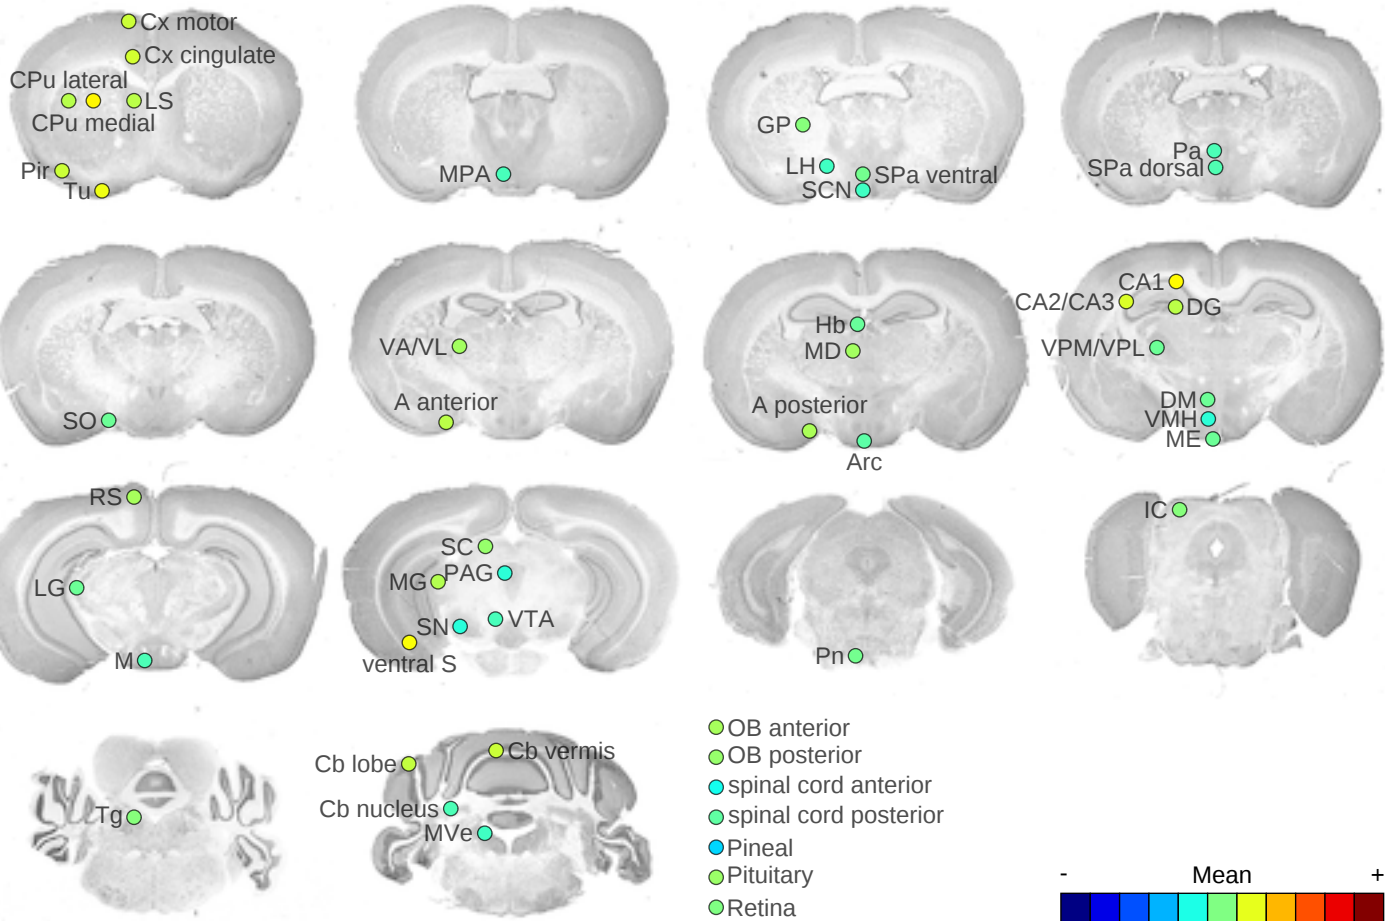 Cx motor
Cx cingulate
CPu lateral
LS
CPu medial
Pir
Tu
MPA
GP
LH
SPa ventral
SCN
Pa
SPa dorsal
SO
VA/VL
A anterior
Hb
MD
A posterior
Arc
CA1
CA2/CA3
DG
VPM/VPL
DM
VMH
ME
RS
LG
M
SC
MG
PAG
SN
VTA
ventral S
Pn
IC
Tg
Cb lobe
Cb vermis
Cb nucleus
MVe
OB anterior
OB posterior
spinal cord anterior
spinal cord posterior
Pineal
Pituitary
Retina
- Mean +